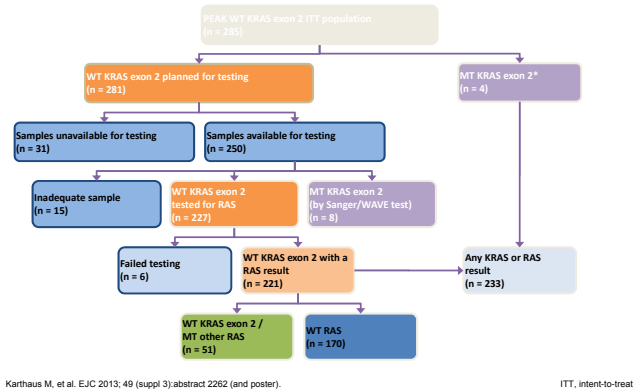 PEAK WT KRAS exon 2 ITT population
(n = 285)
WT KRAS exon 2 planned for testing
(n = 281)
MT KRAS exon 2*
(n = 4)
Samples unavailable for testing
(n = 31)
Samples available for testing
(n = 250)
Inadequate sample
(n = 15)
WT KRAS exon 2
tested for RAS
(n = 227)
MT KRAS exon 2
(by Sanger/WAVE test)
(n = 8)
Failed testing
(n = 6)
WT KRAS exon 2 with a
RAS result
(n = 221)
Any KRAS or RAS
result
(n = 233)
WT KRAS exon 2 /
MT other RAS
(n = 51)
WT RAS
(n = 170)
Karthaus M, et al. EJC 2013; 49 (suppl 3):abstract 2262 (and poster).
ITT, intent-to-treat